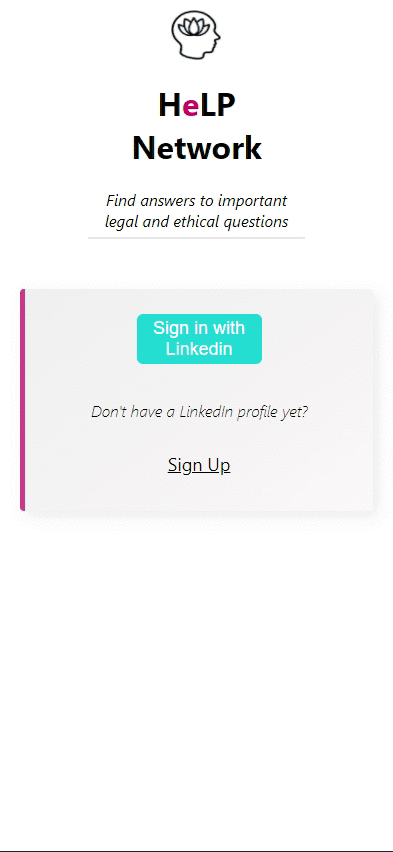 HeLP
Network
Find answers to important
legal and ethical questions
Sign in with
Linkedin
Don't have a LinkedIn profile yet?
Sign Up